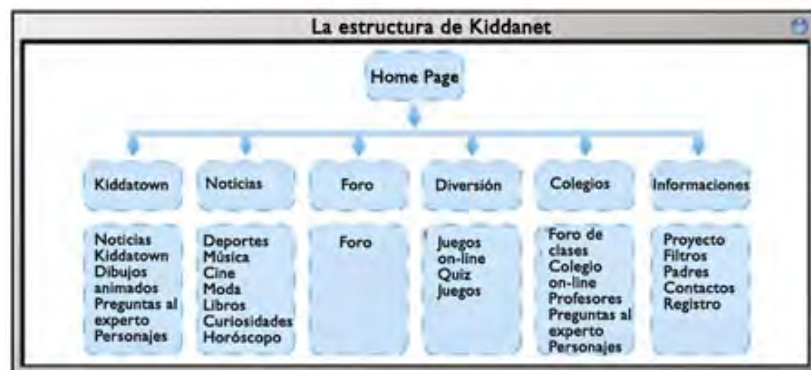 La estructura de Kiddanet
Home Page
Kiddatown
Noticias
Foro
Diversión
Colegios
Informaciones
Noticias
Kiddatown
Dibujos
animados
Preguntas al
experto
Personajes
Deportes
Música
Cine
Moda
Libros
Curiosidades
Horóscopo
Foro
Juegos
on-line
Quiz
Juegos
Foro de
clases
Colegio
on-line
Profesores
Preguntas al
experto
Personajes
Proyecto
Filtros
Padres
Contactos
Registro